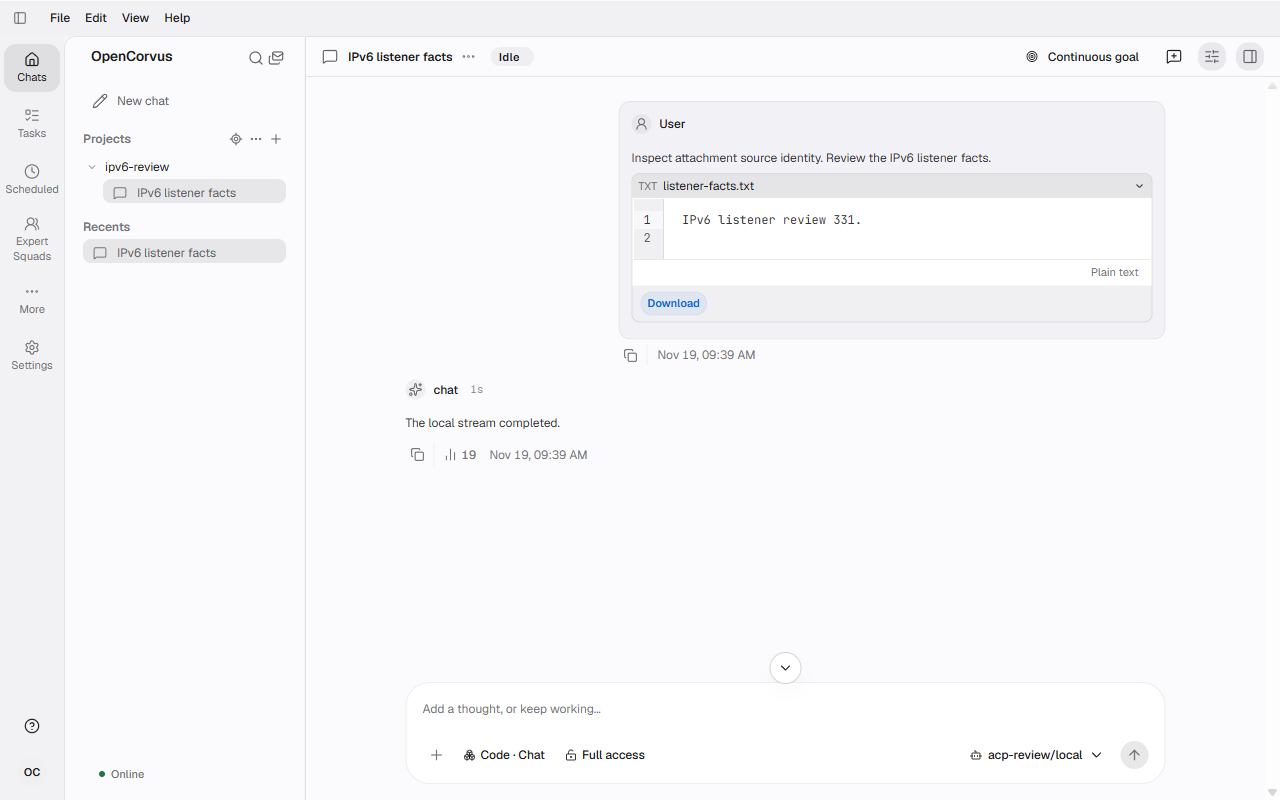 File Edit View Help
Chats
Tasks
Scheduled
Expert
Squads
More
Settings
OC
OpenCorvus
New chat
Projects
ipv6-review
IPv6 listener facts
Recents
IPv6 listener facts
Online
IPv6 listener facts
Idle
Continuous goal
User
Inspect attachment source identity. Review the IPv6 listener facts.
TXT listener-facts.txt
1 IPv6 listener review 331.
2
Plain text
Download
Nov 19, 09:39 AM
chat 1s
The local stream completed.
19 Nov 19, 09:39 AM
Add a thought, or keep working...
Code · Chat
Full access
acp-review/local